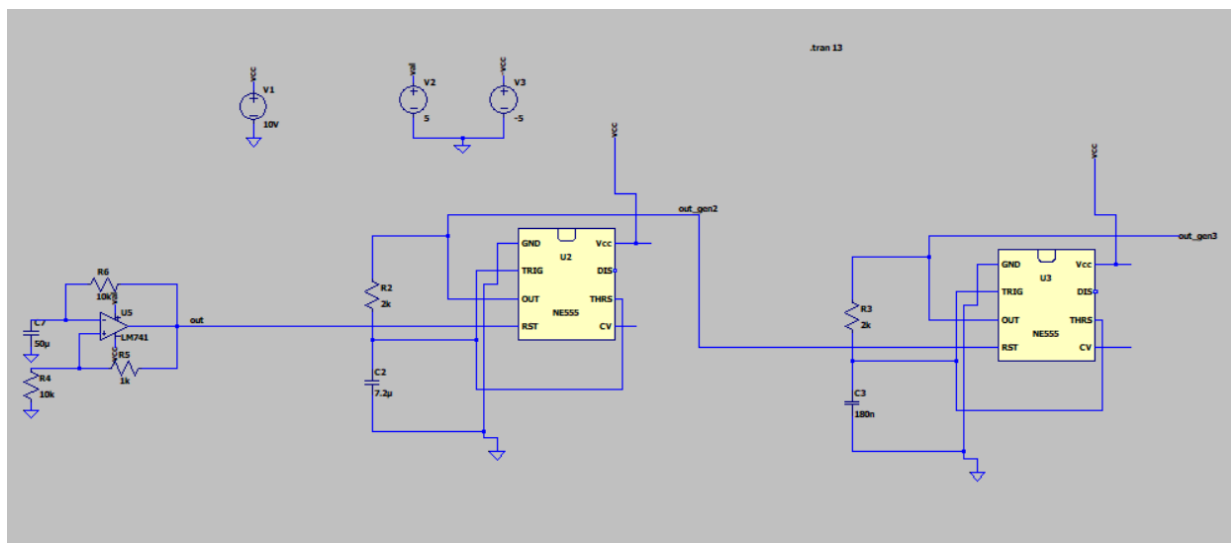 .tran 13
vcc
V1
10V
val
V2
5
vcc
V3
-5
vcc
vcc
out_gen2
out_gen3
GND
Vcc
U2
TRIG
DIS
OUT
THRS
NE555
RST
CV
GND
Vcc
U3
TRIG
DIS
OUT
THRS
NE555
RST
CV
R2
2k
C2
7.2µ
R3
2k
C3
180n
R6
10k
U5
LM741
out
C7
50µ
R5
1k
R4
10k